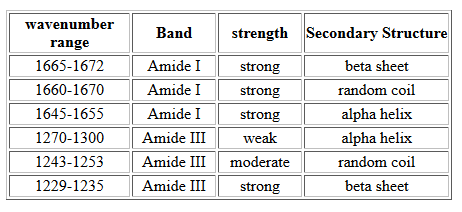 wavenumber range Band strength Secondary Structure
1665-1672 Amide I strong beta sheet
1660-1670 Amide I strong random coil
1645-1655 Amide I strong alpha helix
1270-1300 Amide III weak alpha helix
1243-1253 Amide III moderate random coil
1229-1235 Amide III strong beta sheet